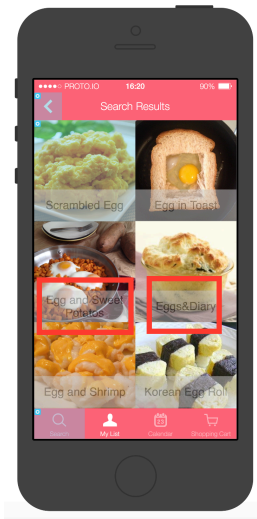 PROTO.IO 16:20 90%
Search Results
Scrambled Egg
Egg in Toast
Egg and Sweet
Potatos
Eggs&Diary
Egg and Shrimp
Korean Egg Roll
Search My List Calendar Shopping Cart